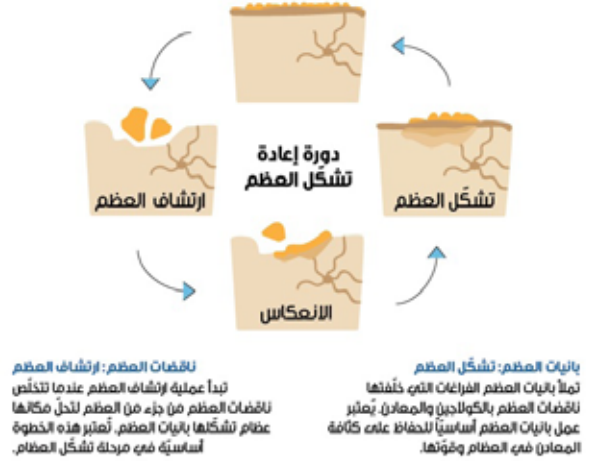 دورة إعادة
تشكّل العظم
تشكّل العظم
ارتشاف العظم
الانعكاس
بانيات العظم: تشكّل العظم
تملأ بانيات العظم الفراغات التي خلّفتها
ناقضات العظم بالكولاجين والمعادن. يُعتبر
عمل بانيات العظم أساسيًّا للحفاظ على كثافة
المعادن في العظام وقوّتها.
ناقضات العظم: ارتشاف العظم
تبدأ عملية ارتشاف العظم عندما تتخلّص
ناقضات العظم من جزء من العظم لتحلّ مكانها
عظام تشكّلها بانيات العظم. تُعتبر هذه الخطوة
أساسيّة في مرحلة تشكّل العظام.